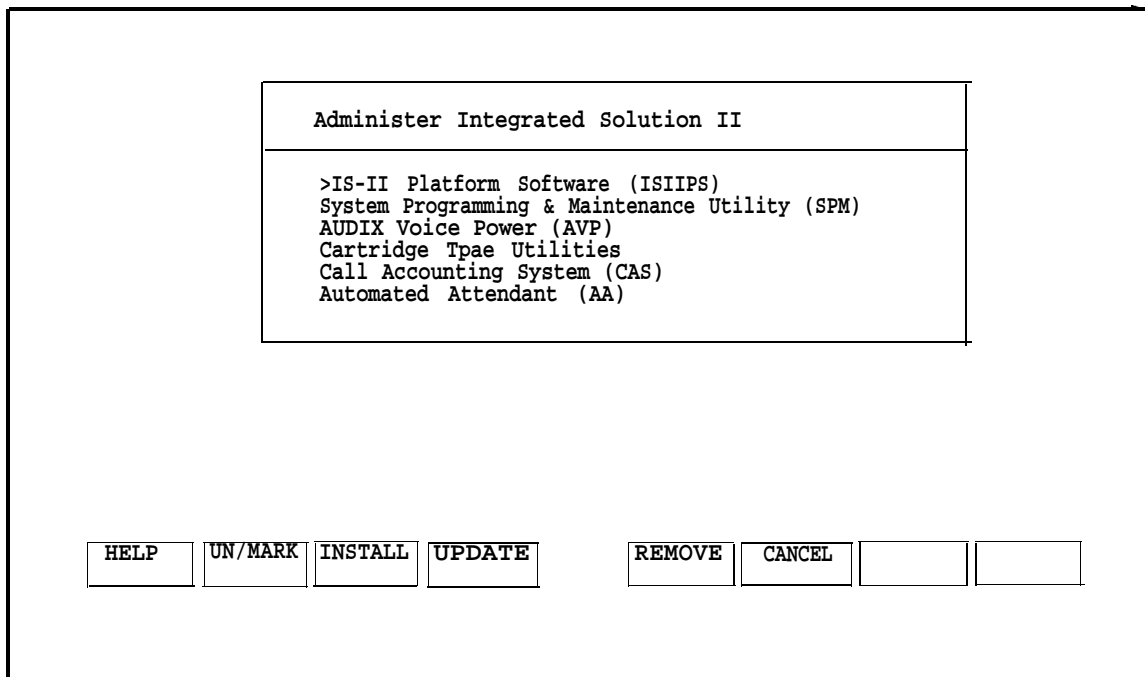 Administer Integrated Solution II
>IS-II Platform Software (ISIIPS)
System Programming & Maintenance Utility (SPM)
AUDIX Voice Power (AVP)
Cartridge Tpae Utilities
Call Accounting System (CAS)
Automated Attendant (AA)
HELP UN/MARK INSTALL UPDATE REMOVE CANCEL